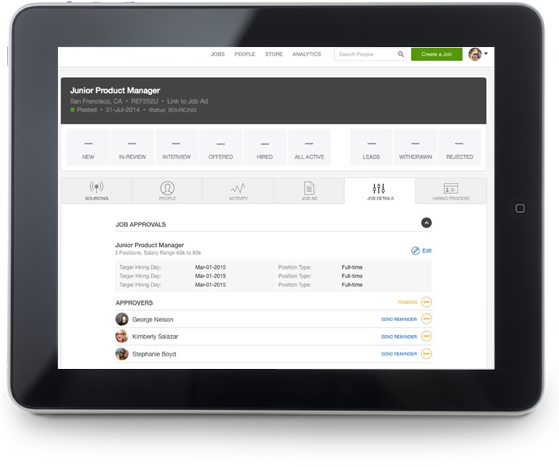 JOBS PEOPLE STORE ANALYTICS Search People Create a Job
Junior Product Manager
San Francisco, CA • REF252U • Link to Job Ad
Posted • 31-Jul-2014 • Status: SOURCING
— — — — — — — — —
NEW IN-REVIEW INTERVIEW OFFERED HIRED ALL ACTIVE LEADS WITHDRAWN REJECTED
SOURCING PEOPLE ACTIVITY JOB AD JOB DETAILS HIRING PROCESS
JOB APPROVALS
Junior Product Manager Edit
3 Positions, Salary Range 60k to 80k
Targer Hiring Day: Mar-01-2015 Position Type: Full-time
Targer Hiring Day: Mar-01-2015 Position Type: Full-time
Targer Hiring Day: Mar-01-2015 Position Type: Full-time
APPROVERS PENDING
George Nelson SEND REMINDER
Kimberly Salazar SEND REMINDER
Stephanie Boyd SEND REMINDER